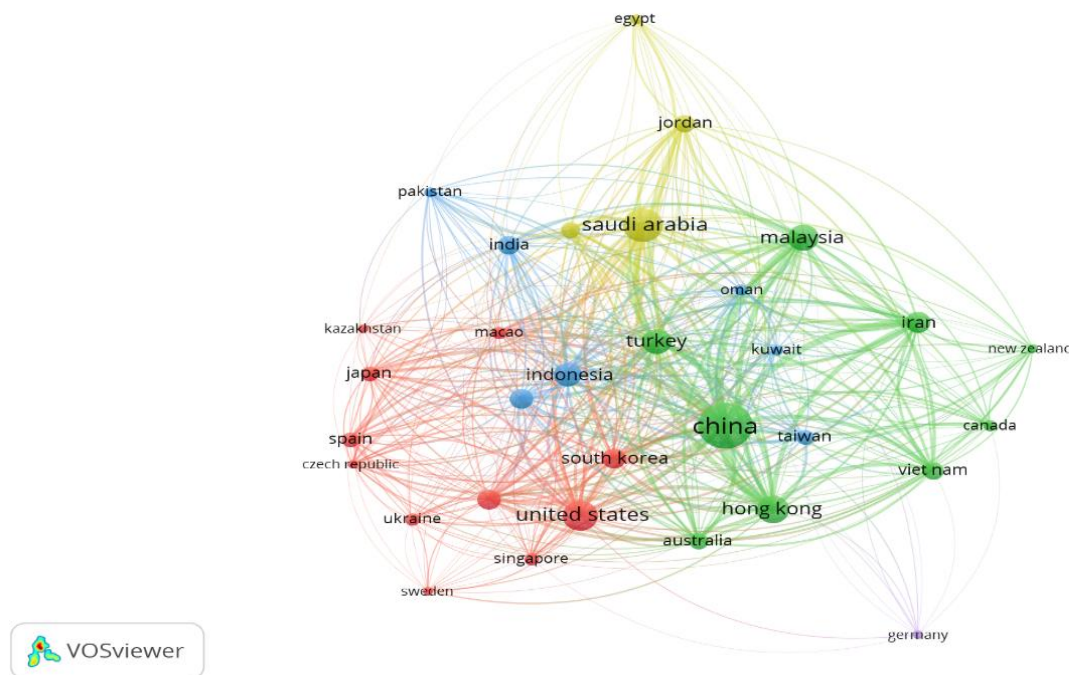 egypt
jordan
pakistan
saudi arabia
india
malaysia
oman
kazakhstan
macao
iran
turkey
kuwait
new zealand
japan
indonesia
china
canada
spain
taiwan
czech republic
south korea
viet nam
hong kong
united states
ukraine
australia
singapore
sweden
germany
VOSviewer